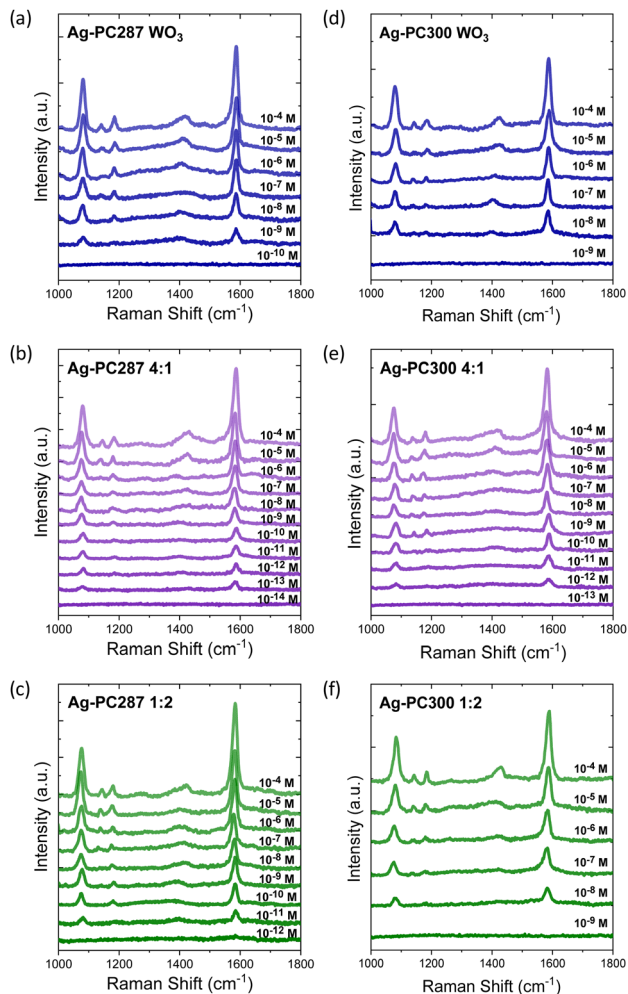 (a)
Ag-PC287 WO₃
10⁻⁴ M
10⁻⁵ M
10⁻⁶ M
10⁻⁷ M
10⁻⁸ M
10⁻⁹ M
10⁻¹⁰ M
Intensity (a.u.)
1000 1200 1400 1600 1800
Raman Shift (cm⁻¹)
(d)
Ag-PC300 WO₃
10⁻⁴ M
10⁻⁵ M
10⁻⁶ M
10⁻⁷ M
10⁻⁸ M
10⁻⁹ M
Intensity (a.u.)
1000 1200 1400 1600 1800
Raman Shift (cm⁻¹)
(b)
Ag-PC287 4:1
10⁻⁴ M
10⁻⁵ M
10⁻⁶ M
10⁻⁷ M
10⁻⁸ M
10⁻⁹ M
10⁻¹⁰ M
10⁻¹¹ M
10⁻¹² M
10⁻¹³ M
10⁻¹⁴ M
Intensity (a.u.)
1000 1200 1400 1600 1800
Raman Shift (cm⁻¹)
(e)
Ag-PC300 4:1
10⁻⁴ M
10⁻⁵ M
10⁻⁶ M
10⁻⁷ M
10⁻⁸ M
10⁻⁹ M
10⁻¹⁰ M
10⁻¹¹ M
10⁻¹² M
10⁻¹³ M
Intensity (a.u.)
1000 1200 1400 1600 1800
Raman Shift (cm⁻¹)
(c)
Ag-PC287 1:2
10⁻⁴ M
10⁻⁵ M
10⁻⁶ M
10⁻⁷ M
10⁻⁸ M
10⁻⁹ M
10⁻¹⁰ M
10⁻¹¹ M
10⁻¹² M
Intensity (a.u.)
1000 1200 1400 1600 1800
Raman Shift (cm⁻¹)
(f)
Ag-PC300 1:2
10⁻⁴ M
10⁻⁵ M
10⁻⁶ M
10⁻⁷ M
10⁻⁸ M
10⁻⁹ M
Intensity (a.u.)
1000 1200 1400 1600 1800
Raman Shift (cm⁻¹)